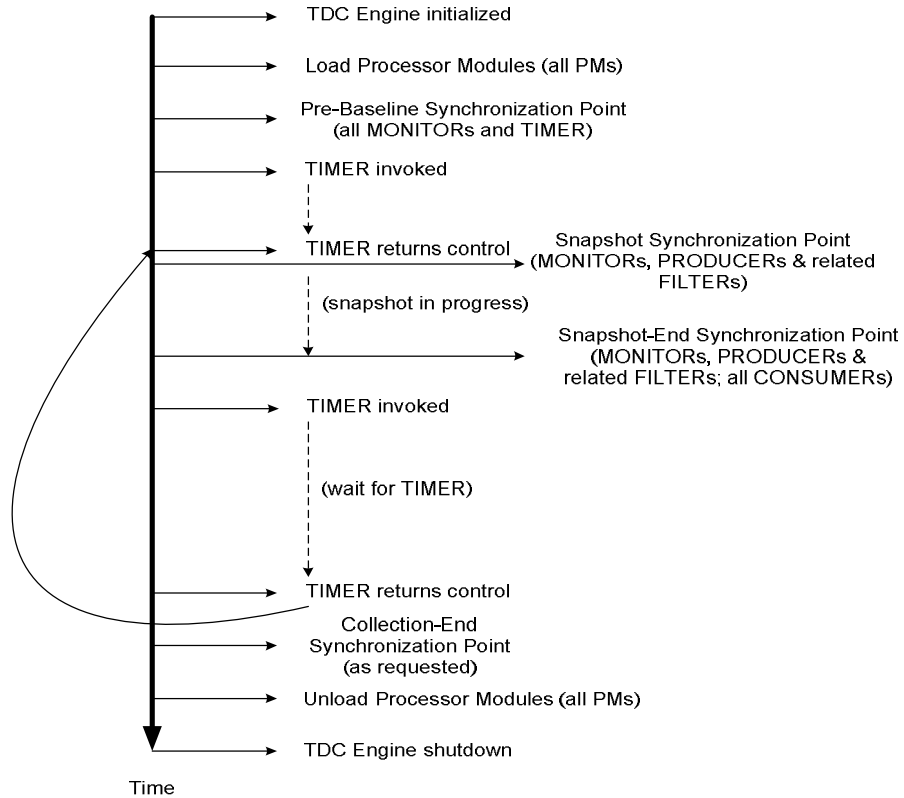 TDC Engine initialized
Load Processor Modules (all PMs)
Pre-Baseline Synchronization Point
(all MONITORs and TIMER)
TIMER invoked
TIMER returns control
Snapshot Synchronization Point
(MONITORs, PRODUCERs & related
FILTERs)
(snapshot in progress)
Snapshot-End Synchronization Point
(MONITORs, PRODUCERs &
related FILTERs; all CONSUMERs)
TIMER invoked
(wait for TIMER)
TIMER returns control
Collection-End
Synchronization Point
(as requested)
Unload Processor Modules (all PMs)
TDC Engine shutdown
Time